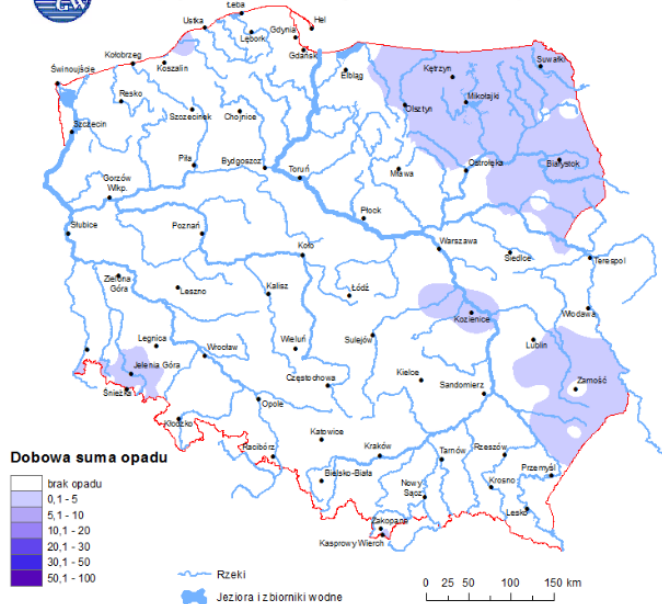 GW
Łeba
Ustka
Hel
Lębork
Gdynia
Gdańsk
Kołobrzeg
Koszalin
Elbląg
Kętrzyn
Suwałki
Świnoujście
Resko
Szczecinek
Chojnice
Olsztyn
Mikołajki
Szczecin
Piła
Bydgoszcz
Toruń
Mława
Ostrołęka
Białystok
Gorzów
Wlkp.
Płock
Słubice
Poznań
Koło
Warszawa
Siedlce
Terespol
Zielona
Góra
Leszno
Kalisz
Łódź
Kozienice
Włodawa
Legnica
Wrocław
Wieluń
Sulejów
Lublin
Jelenia Góra
Śnieżka
Częstochowa
Kielce
Sandomierz
Zamość
Kłodzko
Opole
Racibórz
Katowice
Kraków
Tarnów
Rzeszów
Przemyśl
Bielsko-Biała
Nowy
Sącz
Krosno
Lesko
Zakopane
Kasprowy Wierch
Dobowa suma opadu
brak opadu
0,1 - 5
5,1 - 10
10,1 - 20
20,1 - 30
30,1 - 50
50,1 - 100
Rzeki
Jeziora i zbiorniki wodne
0 25 50 100 150 km